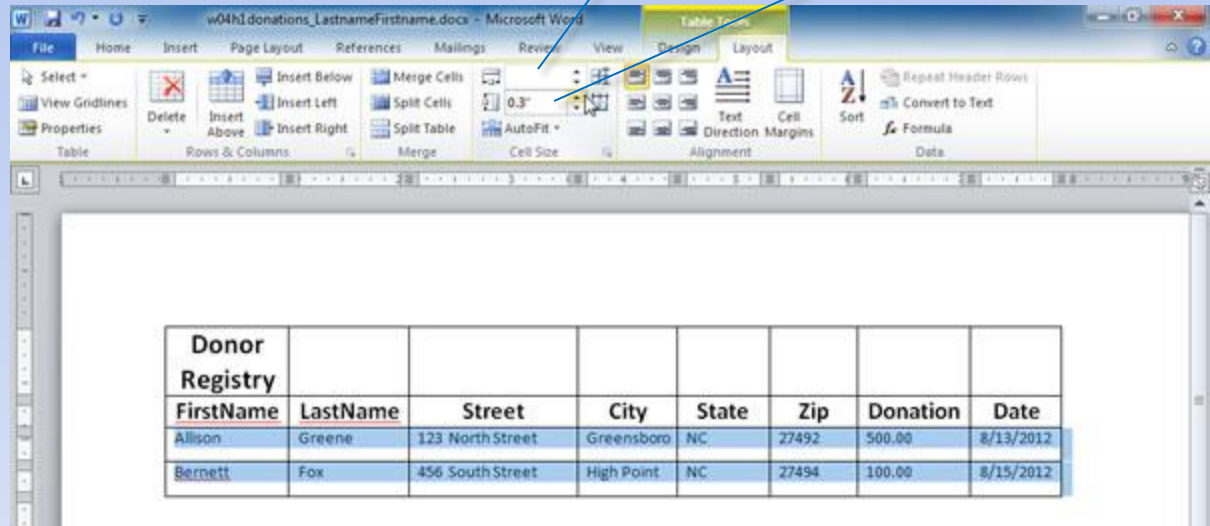 w04h1donations_LastnameFirstname.docx - Microsoft Word
Table Tools
File Home Insert Page Layout References Mailings Review View Design Layout
Select
View Gridlines
Properties
Table
Delete
Insert Above
Insert Below
Insert Left
Insert Right
Rows & Columns
Merge Cells
Split Cells
Split Table
Merge
0.3"
AutoFit
Cell Size
Text Direction
Cell Margins
Alignment
Sort
Repeat Header Rows
Convert to Text
Formula
Data
1 2 3 4 5
Donor
Registry
FirstName LastName Street City State Zip Donation Date
Allison Greene 123 North Street Greensboro NC 27492 500.00 8/13/2012
Bernett Fox 456 South Street High Point NC 27494 100.00 8/15/2012